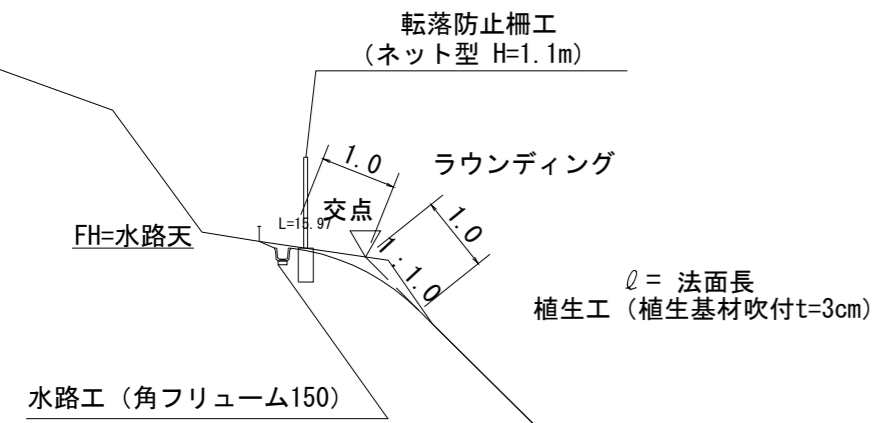 転落防止柵工
（ネット型 H=1.1m）
1.0
ラウンディング
交点
1.0
L=15.97
FH=水路天
1:1.0
ℓ = 法面長
植生工（植生基材吹付t=3cm）
水路工（角フリューム150）